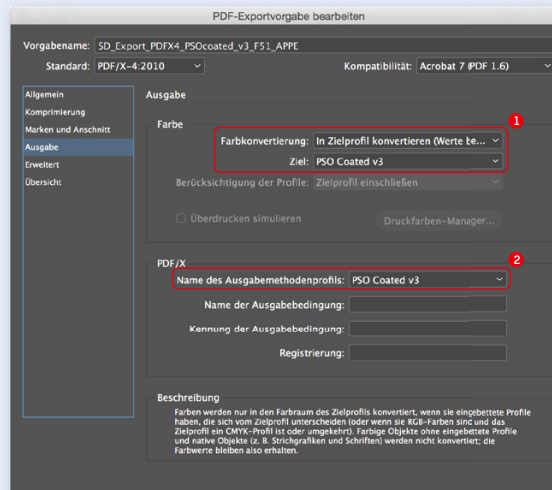 PDF-Exportvorgabe bearbeiten
Vorgabename: SD_Export_PDFX4_PSOcoated_v3_F51_APPE
Standard: PDF/X-4:2010 Kompatibilität: Acrobat 7 (PDF 1.6)
Allgemein
Komprimierung
Marken und Anschnitt
Ausgabe
Erweitert
Übersicht
Ausgabe
Farbe
1
Farbkonvertierung: In Zielprofil konvertieren (Werte be...
Ziel: PSO Coated v3
Berücksichtigung der Profile: Zielprofil einschließen
Überdrucken simulieren Druckfarben-Manager...
PDF/X
2
Name des Ausgabemethodenprofils: PSO Coated v3
Name der Ausgabebedingung:
Kennung der Ausgabebedingung:
Registrierung:
Beschreibung
Farben werden nur in den Farbraum des Zielprofils konvertiert, wenn sie eingebettete Profile
haben, die sich vom Zielprofil unterscheiden (oder wenn sie RGB-Farben sind und das
Zielprofil ein CMYK-Profil ist oder umgekehrt). Farbige Objekte ohne eingebettete Profile
und native Objekte (z. B. Strichgrafiken und Schriften) werden nicht konvertiert; die
Farbwerte bleiben also erhalten.